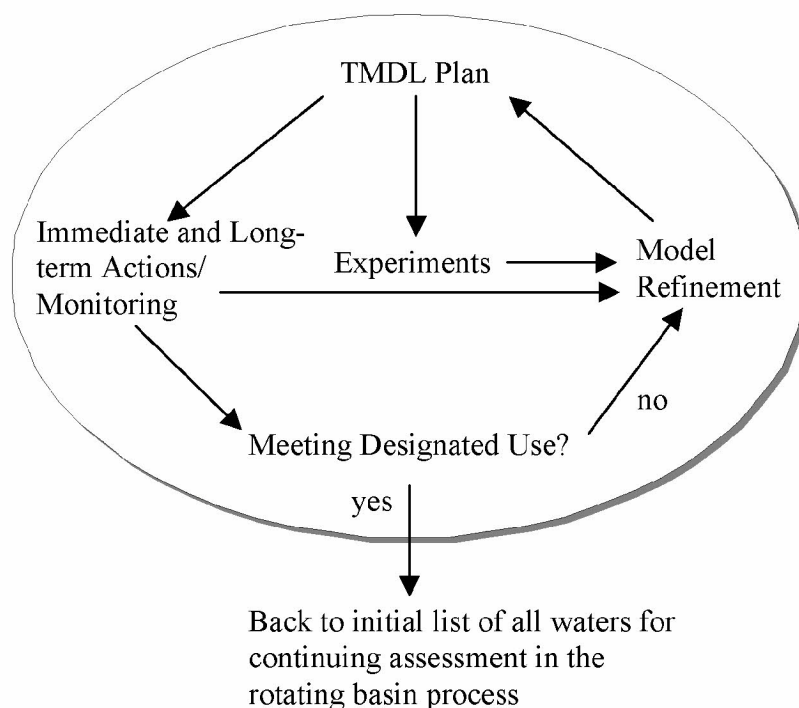 TMDL Plan
Immediate and Long-
term Actions/
Monitoring
Experiments
Model
Refinement
no
Meeting Designated Use?
yes
Back to initial list of all waters for
continuing assessment in the
rotating basin process